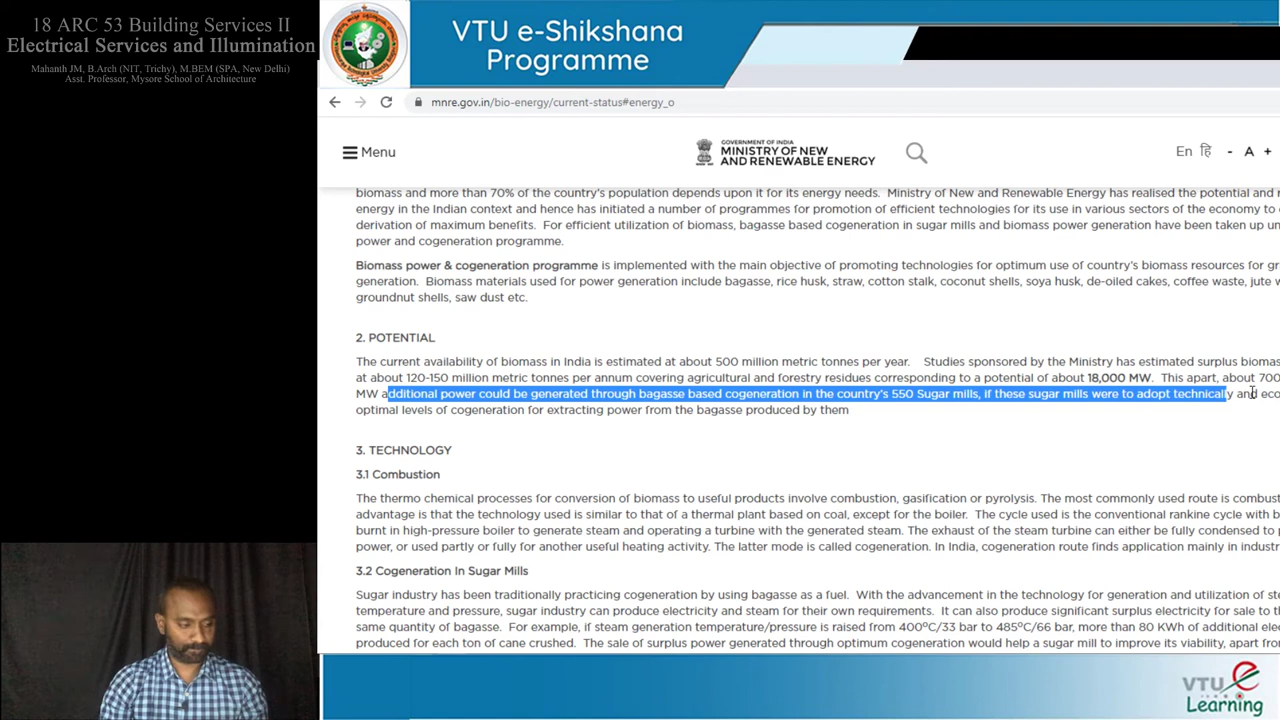 18 ARC 53 Building Services II
Electrical Services and Illumination
Mahanth JM, B.Arch (NIT, Trichy), M.BEM (SPA, New Delhi)
Asst. Professor, Mysore School of Architecture
VTU e-Shikshana
Programme
mnre.gov.in/bio-energy/current-status#energy_o
Menu
GOVERNMENT OF INDIA
MINISTRY OF NEW
AND RENEWABLE ENERGY
En हि - A +
biomass and more than 70% of the country's population depends upon it for its energy needs. Ministry of New and Renewable Energy has realised the potential and
energy in the Indian context and hence has initiated a number of programmes for promotion of efficient technologies for its use in various sectors of the economy to
derivation of maximum benefits. For efficient utilization of biomass, bagasse based cogeneration in sugar mills and biomass power generation have been taken up
power and cogeneration programme.
Biomass power & cogeneration programme is implemented with the main objective of promoting technologies for optimum use of country's biomass resources for
generation. Biomass materials used for power generation include bagasse, rice husk, straw, cotton stalk, coconut shells, soya husk, de-oiled cakes, coffee waste, jute
groundnut shells, saw dust etc.
2. POTENTIAL
The current availability of biomass in India is estimated at about 500 million metric tonnes per year. Studies sponsored by the Ministry has estimated surplus
at about 120-150 million metric tonnes per annum covering agricultural and forestry residues corresponding to a potential of about 18,000 MW. This apart, about
MW additional power could be generated through bagasse based cogeneration in the country's 550 Sugar mills, if these sugar mills were to adopt technically and
optimal levels of cogeneration for extracting power from the bagasse produced by them
3. TECHNOLOGY
3.1 Combustion
The thermo chemical processes for conversion of biomass to useful products involve combustion, gasification or pyrolysis. The most commonly used route is
advantage is that the technology used is similar to that of a thermal plant based on coal, except for the boiler. The cycle used is the conventional rankine cycle with
burnt in high-pressure boiler to generate steam and operating a turbine with the generated steam. The exhaust of the steam turbine can either be fully condensed to
power, or used partly or fully for another useful heating activity. The latter mode is called cogeneration. In India, cogeneration route finds application mainly in
3.2 Cogeneration In Sugar Mills
Sugar industry has been traditionally practicing cogeneration by using bagasse as a fuel. With the advancement in the technology for generation and utilization of
temperature and pressure, sugar industry can produce electricity and steam for their own requirements. It can also produce significant surplus electricity for sale to
same quantity of bagasse. For example, if steam generation temperature/pressure is raised from 400°C/33 bar to 485°C/66 bar, more than 80 KWh of additional
produced for each ton of cane crushed. The sale of surplus power generated through optimum cogeneration would help a sugar mill to improve its viability, apart
VTU e
Learning